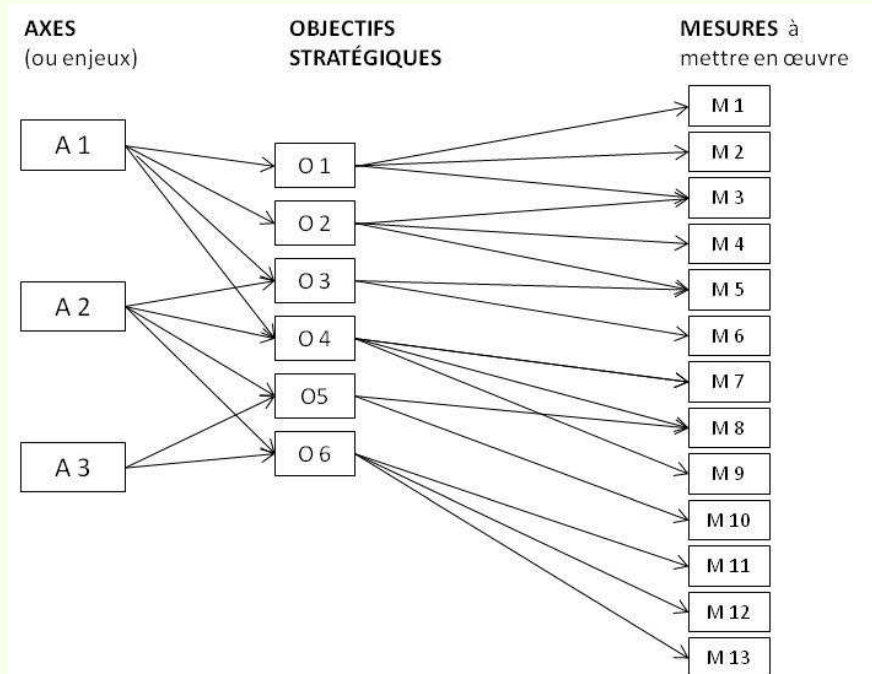 AXES
(ou enjeux)
OBJECTIFS
STRATÉGIQUES
MESURES à
mettre en œuvre
A 1
A 2
A 3
O 1
O 2
O 3
O 4
O5
O 6
M 1
M 2
M 3
M 4
M 5
M 6
M 7
M 8
M 9
M 10
M 11
M 12
M 13